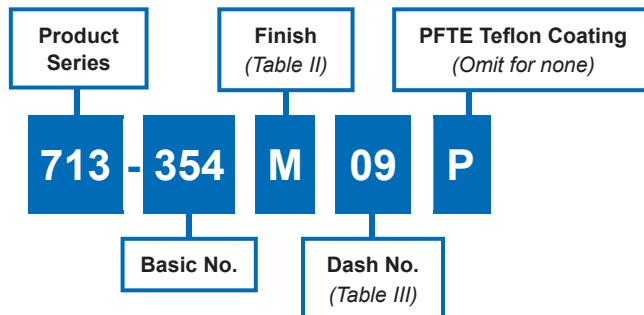 Product
Series
Finish
(Table II)
PFTE Teflon Coating
(Omit for none)
713 - 354 M 09 P
Basic No.
Dash No.
(Table III)